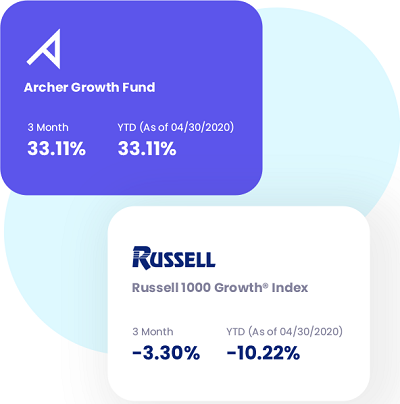 Archer Growth Fund
3 Month YTD (As of 04/30/2020)
33.11% 33.11%
RUSSELL
Russell 1000 Growth® Index
3 Month YTD (As of 04/30/2020)
-3.30% -10.22%